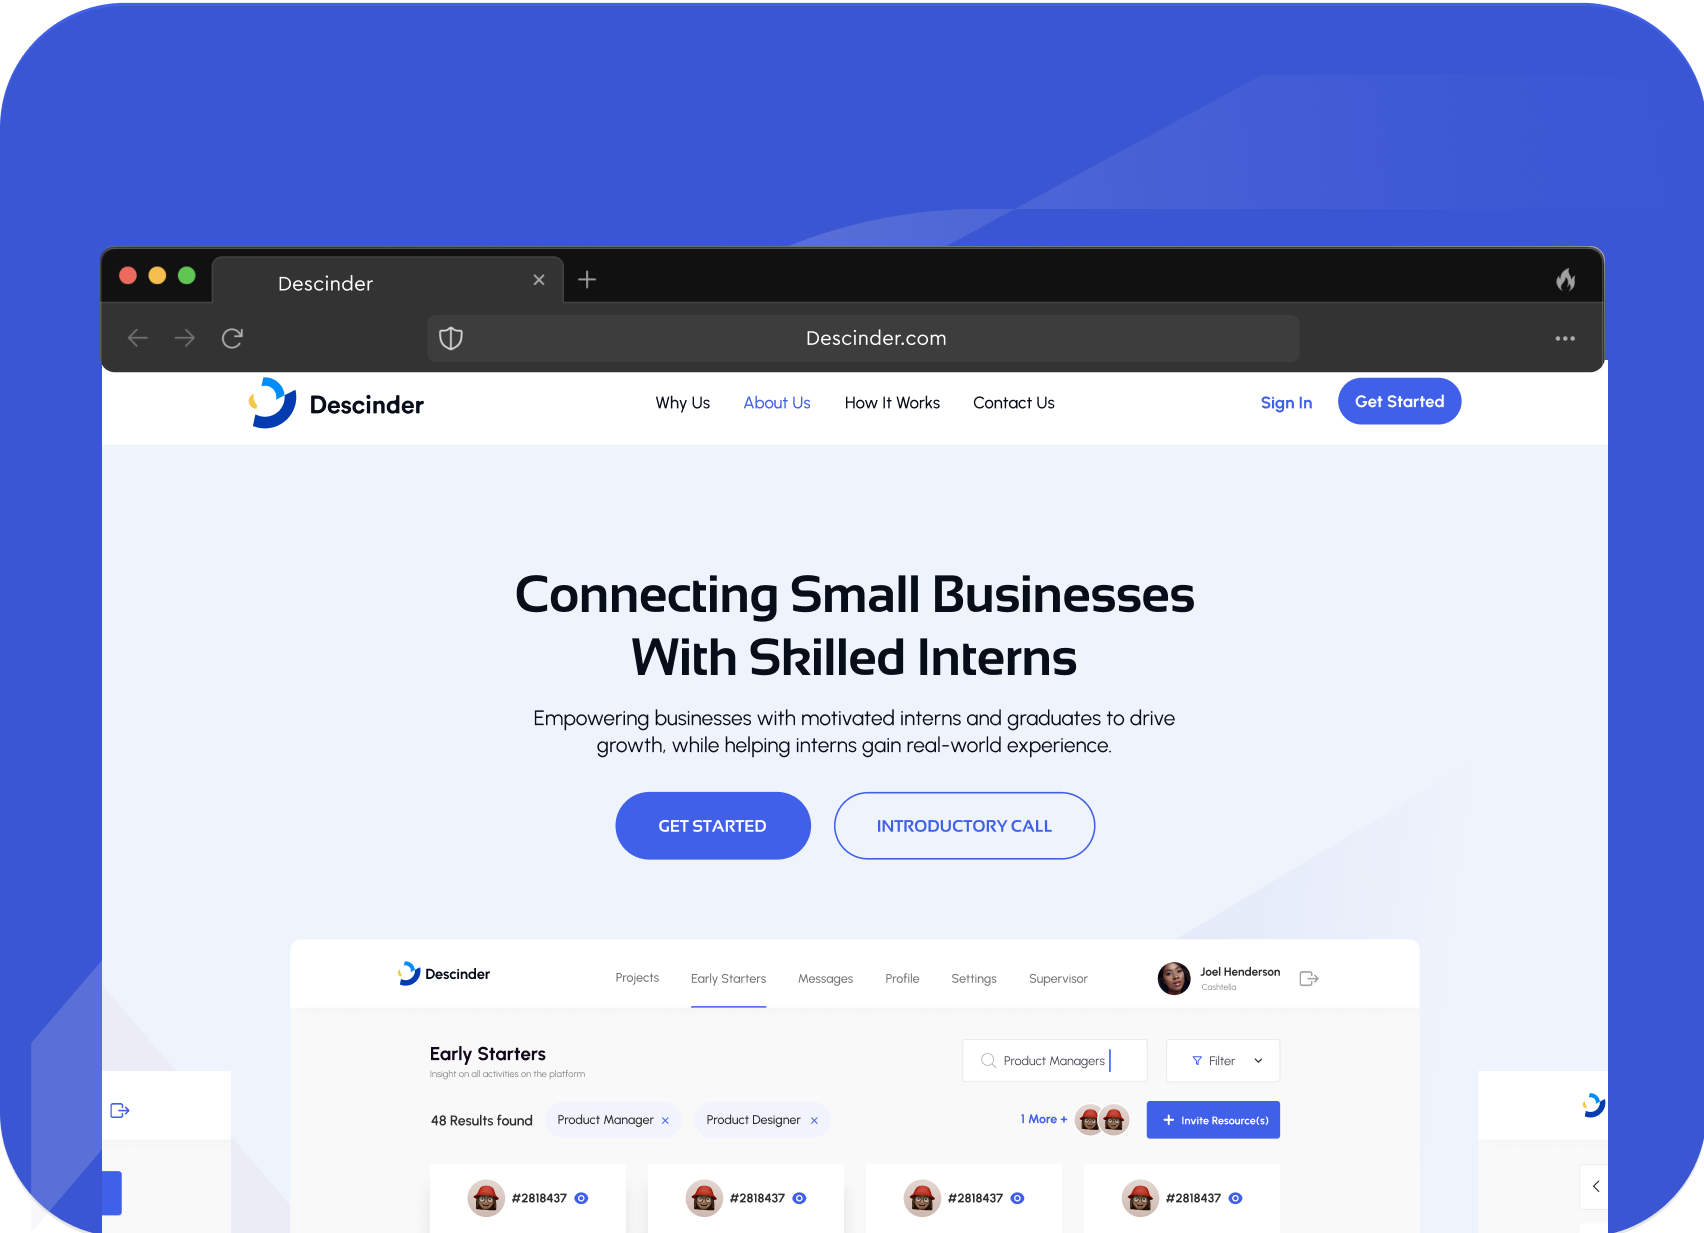 Descinder
Descinder.com
Descinder
Why Us
About Us
How It Works
Contact Us
Sign In
Get Started
Connecting Small Businesses
With Skilled Interns
Empowering businesses with motivated interns and graduates to drive
growth, while helping interns gain real-world experience.
GET STARTED
INTRODUCTORY CALL
Descinder
Projects
Early Starters
Messages
Profile
Settings
Supervisor
Joel Henderson
Cashtella
Early Starters
Insight on all activities on the platform
Product Managers
Filter
48 Results found
Product Manager
Product Designer
1 More +
Invite Resource(s)
#2818437
#2818437
#2818437
#2818437